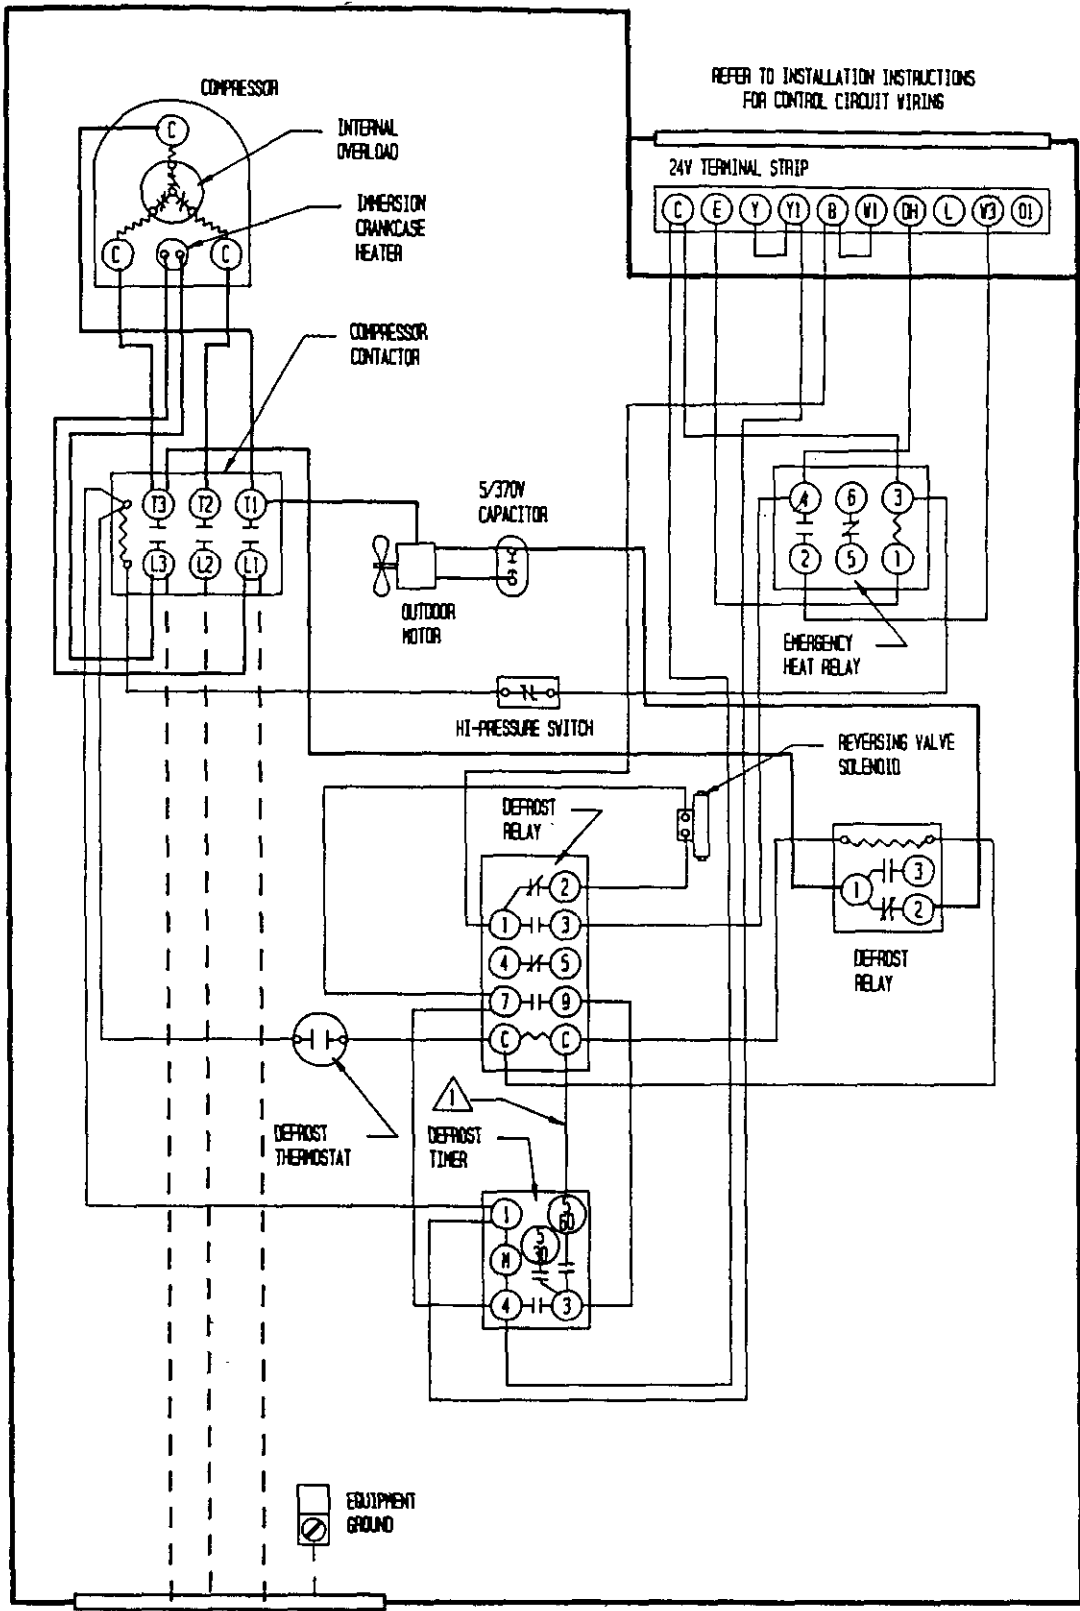 COMPRESSOR
C
INTERNAL
OVERLOAD
IMMERSION
CRANKCASE
HEATER
C
C
COMPRESSOR
CONTACTOR
REFER TO INSTALLATION INSTRUCTIONS
FOR CONTROL CIRCUIT WIRING
24V TERMINAL STRIP
C E Y Y1 B W1 DH L W3 O1
T3 T2 T1
L3 L2 L1
5/370V
CAPACITOR
OUTDOOR
MOTOR
4 6 3
2 5 1
EMERGENCY
HEAT RELAY
HI-PRESSURE SWITCH
REVERSING VALVE
SOLENOID
DEFROST
RELAY
2
1 3
4 5
7 9
C C
3
1
2
DEFROST
RELAY
DEFROST
THERMOSTAT
1
DEFROST
TIMER
1
5
60
5
30
M
4 3
EQUIPMENT
GROUND